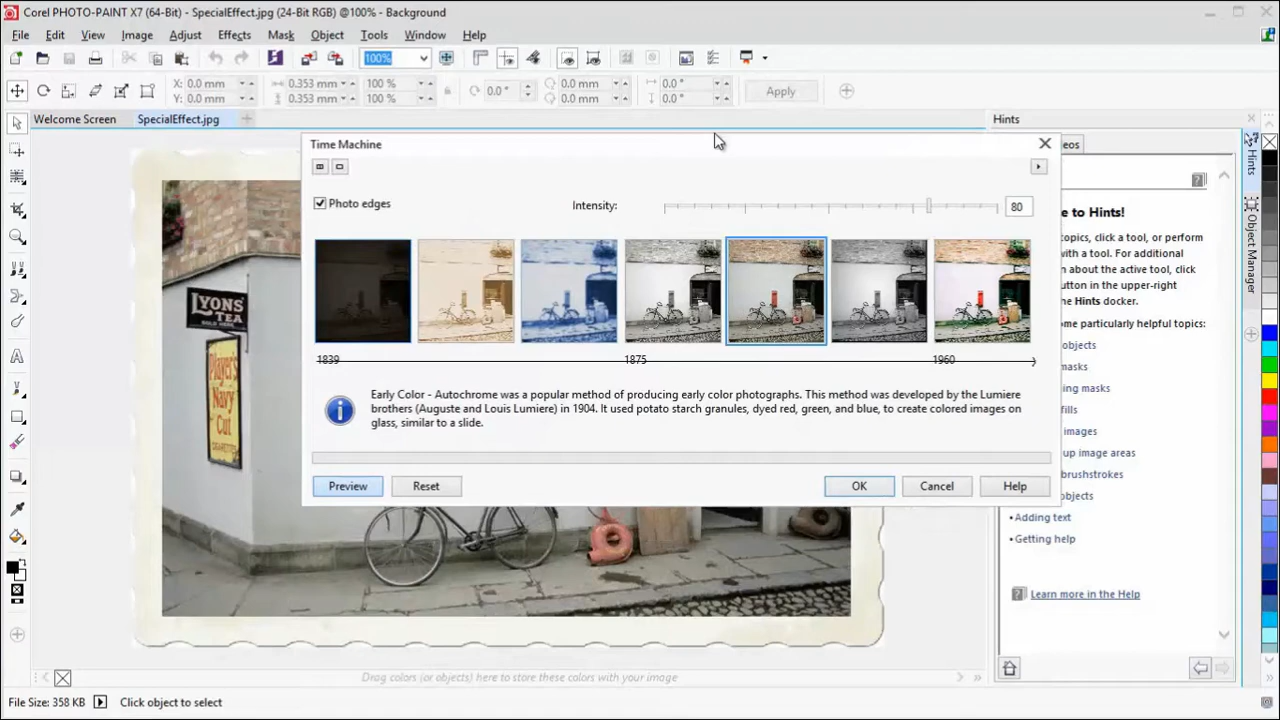 Corel PHOTO-PAINT X7 (64-Bit) - SpecialEffect.jpg (24-Bit RGB) @100% - Background
File Edit View Image Adjust Effects Mask Object Tools Window Help
100%
X: 0.0 mm 0.353 mm 100 % 0.0 ° 0.0 mm 0.0 °
Y: 0.0 mm 0.353 mm 100 % 0.0 mm 0.0 °
Apply
Welcome Screen SpecialEffect.jpg
Hints
Time Machine
eos
Photo edges
Intensity: 80
1839 1875 1960
Early Color - Autochrome was a popular method of producing early color photographs. This method was developed by the Lumiere
brothers (Auguste and Louis Lumiere) in 1904. It used potato starch granules, dyed red, green, and blue, to create colored images on
glass, similar to a slide.
Preview Reset OK Cancel Help
e to Hints!
topics, click a tool, or perform
with a tool. For additional
n about the active tool, click
button in the upper-right
the Hints docker.
ome particularly helpful topics:
objects
masks
king masks
fills
images
up image areas
brushstrokes
objects
• Adding text
• Getting help
Learn more in the Help
Hints
Object Manager
LYONS'
TEA
SOLD HERE
Player's
Navy
Cut
CIGARETTES
Drag colors (or objects) here to store these colors with your image
File Size: 358 KB Click object to select